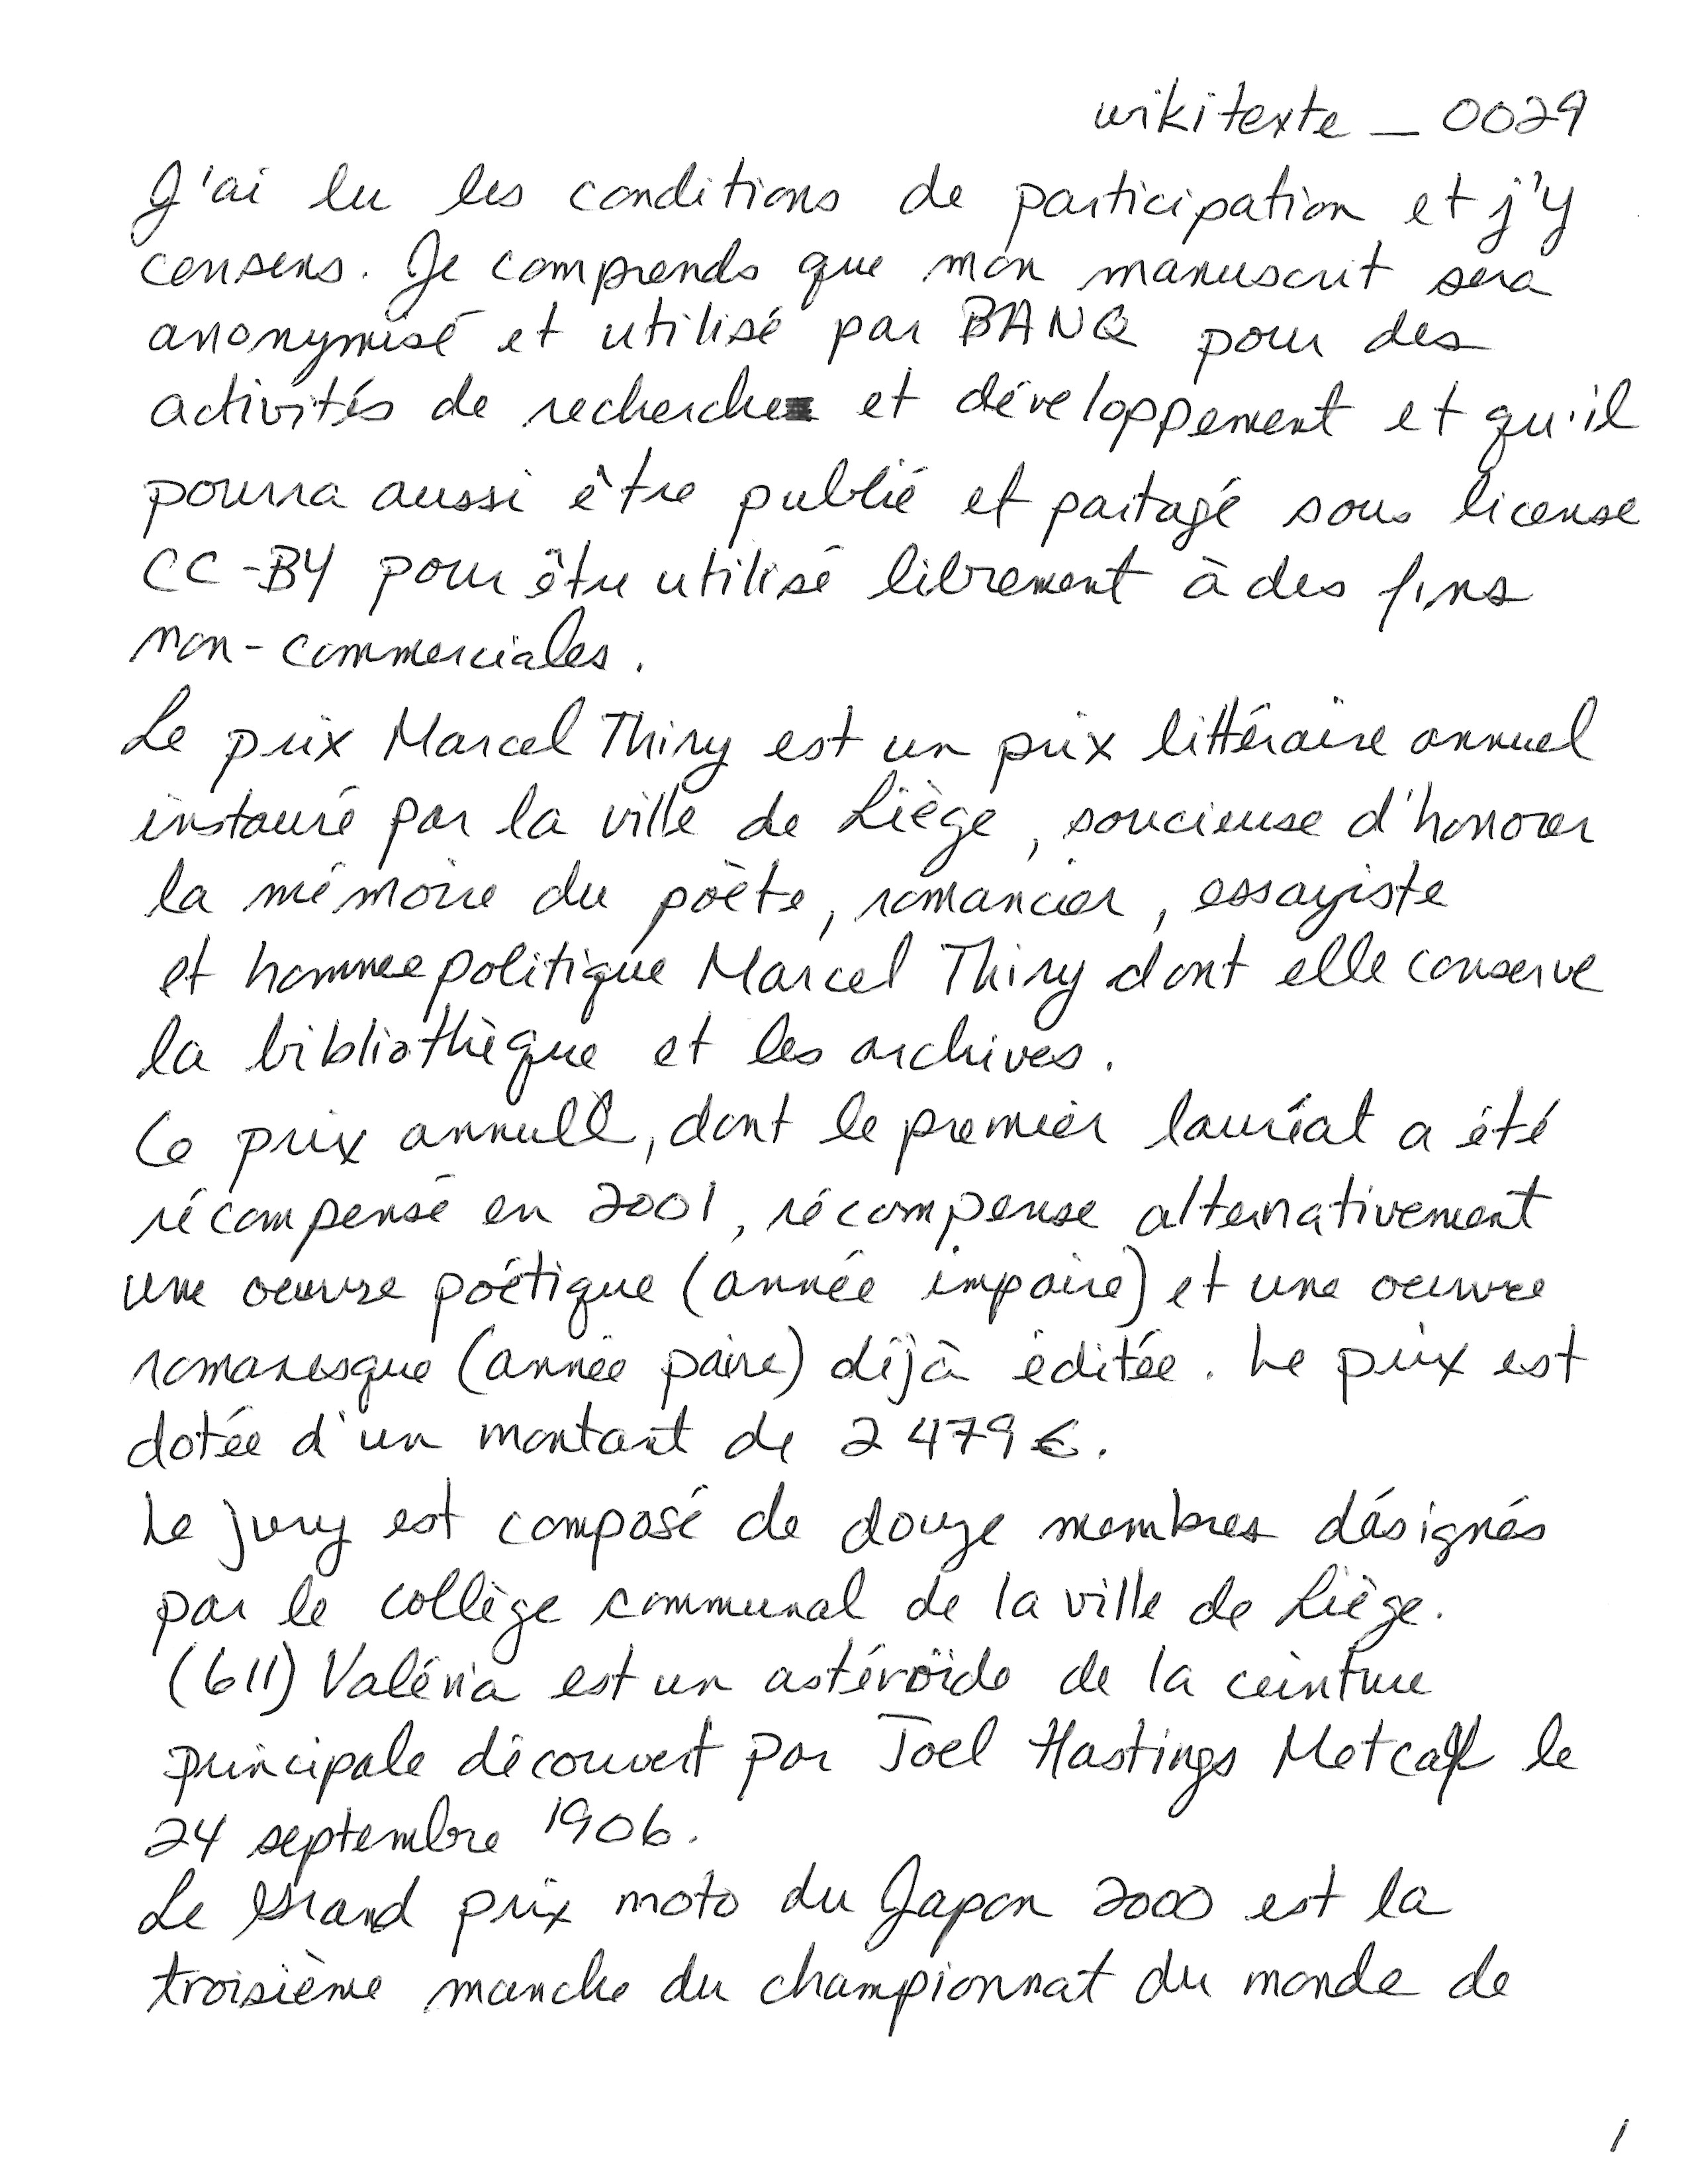 wikitexte _ 0029
J'ai lu les conditions de participation et j'y
consens. Je comprends que mon manuscrit sera
anonymisé et utilisé par BANQ pour des
activités de recherche et développement et qu'il
pourra aussi être publié et partagé sous license
CC-BY pour être utilisé librement à des fins
non-commerciales.
Le prix Marcel Thiry est un prix littéraire annuel
instauré par la ville de Liège, soucieuse d'honorer
la mémoire du poète, romancier, essayiste
et homme politique Marcel Thiry dont elle conserve
la bibliothèque et les archives.
Ce prix annuel, dont le premier lauréat a été
récompensé en 2001, récompense alternativement
une oeuvre poétique (année impaire) et une oeuvre
romanesque (année paire) déjà éditée. Le prix est
dotée d'un montant de 2 479 €.
Le jury est composé de douze membres désignés
par le collège communal de la ville de Liège.
(611) Valéria est un astéroïde de la ceinture
principale découvert par Joel Hastings Metcalf le
24 septembre 1906.
Le Grand prix moto du Japon 2000 est la
troisième manche du championnat du monde de
1